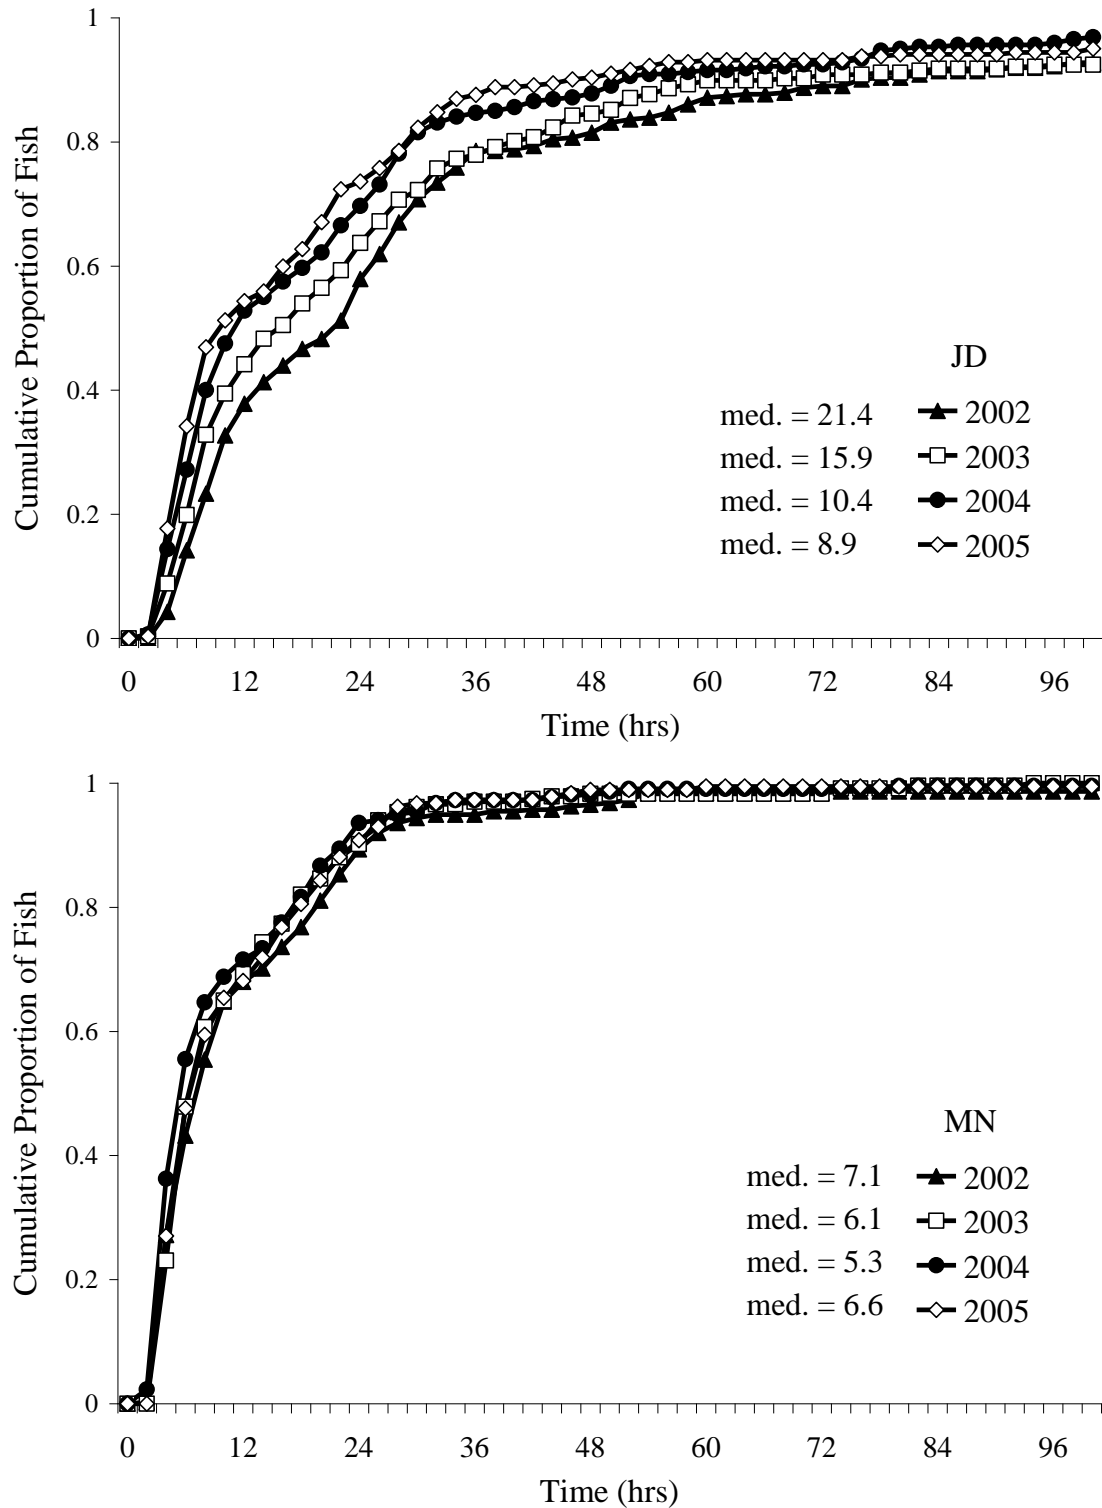 1
0.8
0.6
0.4
0.2
0
Cumulative Proportion of Fish
JD
med. = 21.4 2002
med. = 15.9 2003
med. = 10.4 2004
med. = 8.9 2005
0 12 24 36 48 60 72 84 96
Time (hrs)
1
0.8
0.6
0.4
0.2
0
Cumulative Proportion of Fish
MN
med. = 7.1 2002
med. = 6.1 2003
med. = 5.3 2004
med. = 6.6 2005
0 12 24 36 48 60 72 84 96
Time (hrs)